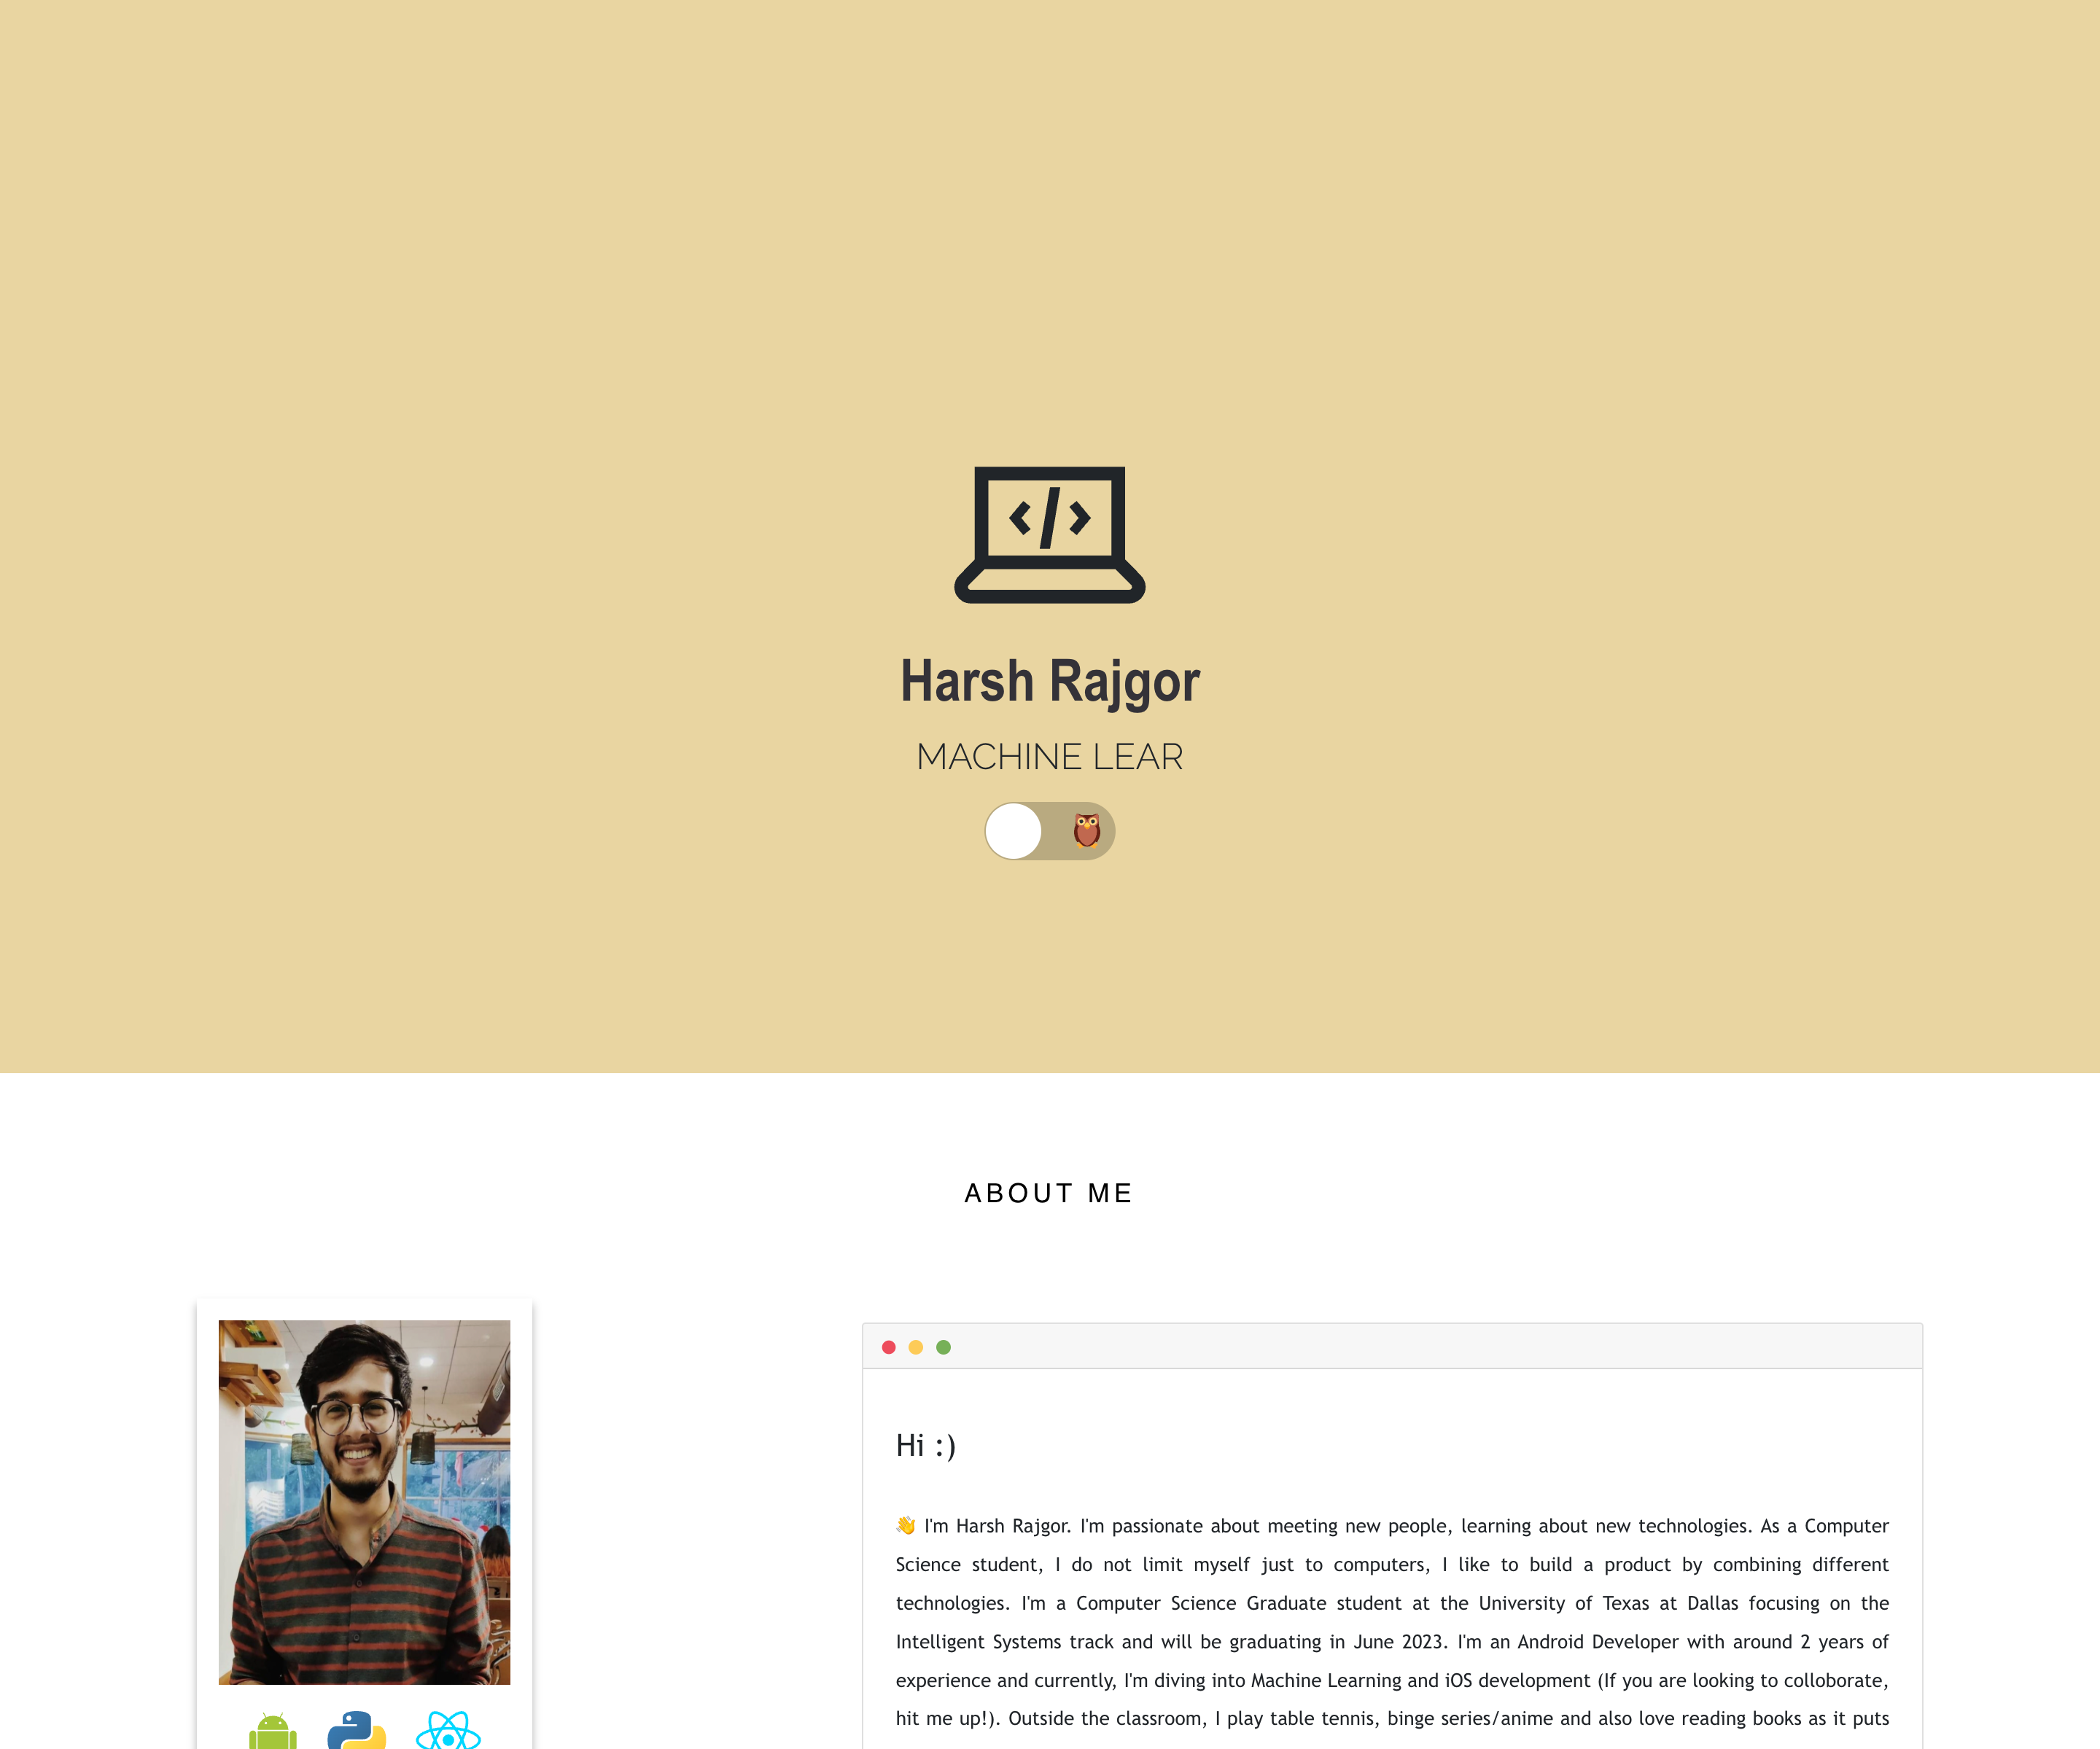 </>
Harsh Rajgor
MACHINE LEAR
ABOUT ME
Hi :)
👋 I'm Harsh Rajgor. I'm passionate about meeting new people, learning about new technologies. As a Computer
Science student, I do not limit myself just to computers, I like to build a product by combining different
technologies. I'm a Computer Science Graduate student at the University of Texas at Dallas focusing on the
Intelligent Systems track and will be graduating in June 2023. I'm an Android Developer with around 2 years of
experience and currently, I'm diving into Machine Learning and iOS development (If you are looking to colloborate,
hit me up!). Outside the classroom, I play table tennis, binge series/anime and also love reading books as it puts